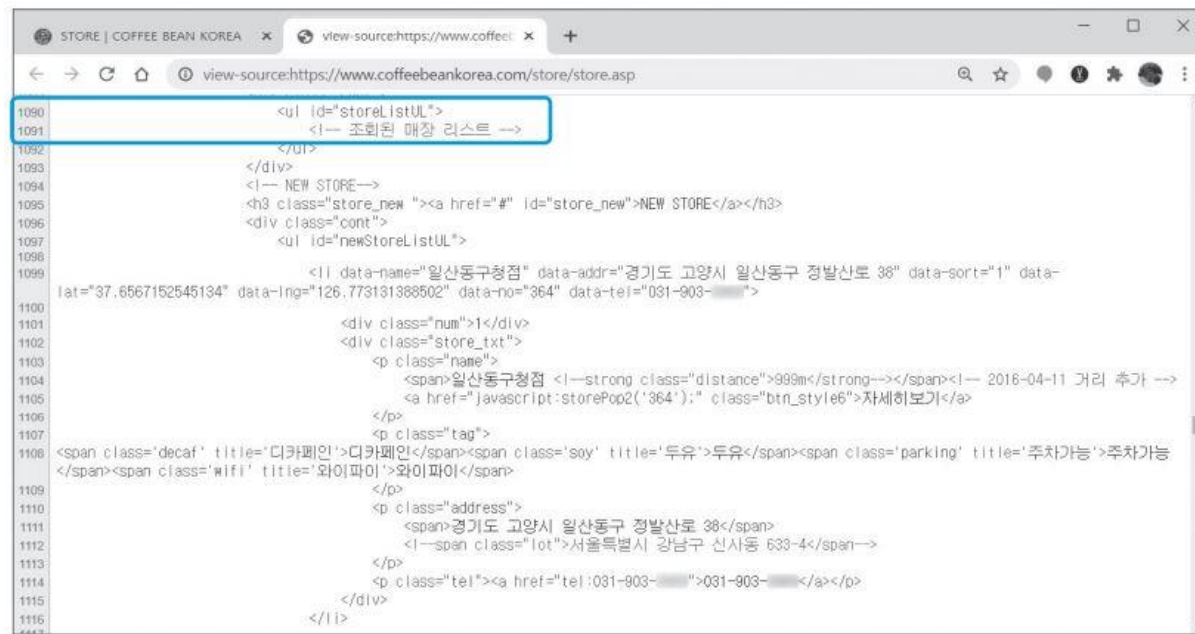 STORE | COFFEE BEAN KOREA
view-source:https://www.coffeeb
view-source:https://www.coffeebeankorea.com/store/store.asp
1090 <ul id="storeListUL">
1091 <!-- 조회된 매장 리스트 -->
1092 </ul>
1093 </div>
1094 <!-- NEW STORE-->
1095 <h3 class="store_new "><a href="#" id="store_new">NEW STORE</a></h3>
1096 <div class="cont">
1097 <ul id="newStoreListUL">
1098
1099 <li data-name="일산동구청점" data-addr="경기도 고양시 일산동구 정발산로 38" data-sort="1" data-
lat="37.6567152545134" data-lng="126.773131388502" data-no="364" data-tel="031-903-">
1100
1101 <div class="num">1</div>
1102 <div class="store_txt">
1103 <p class="name">
1104 <span>일산동구청점 <!--strong class="distance">999m</strong--></span><!-- 2016-04-11 거리 추가 -->
1105 <a href="javascript:storePop2('364');" class="btn_style6">자세히보기</a>
1106 </p>
1107 <p class="tag">
1108 <span class='decaf' title='디카페인'>디카페인</span><span class='soy' title='두유'>두유</span><span class='parking' title='주차가능'>주차가능
</span><span class='wifi' title='와이파이'>와이파이</span>
1109 </p>
1110 <p class="address">
1111 <span>경기도 고양시 일산동구 정발산로 38</span>
1112 <!--span class="lot">서울특별시 강남구 신사동 633-4</span-->
1113 </p>
1114 <p class="tel"><a href="tel:031-903-">031-903-</a></p>
1115 </div>
1116 </li>